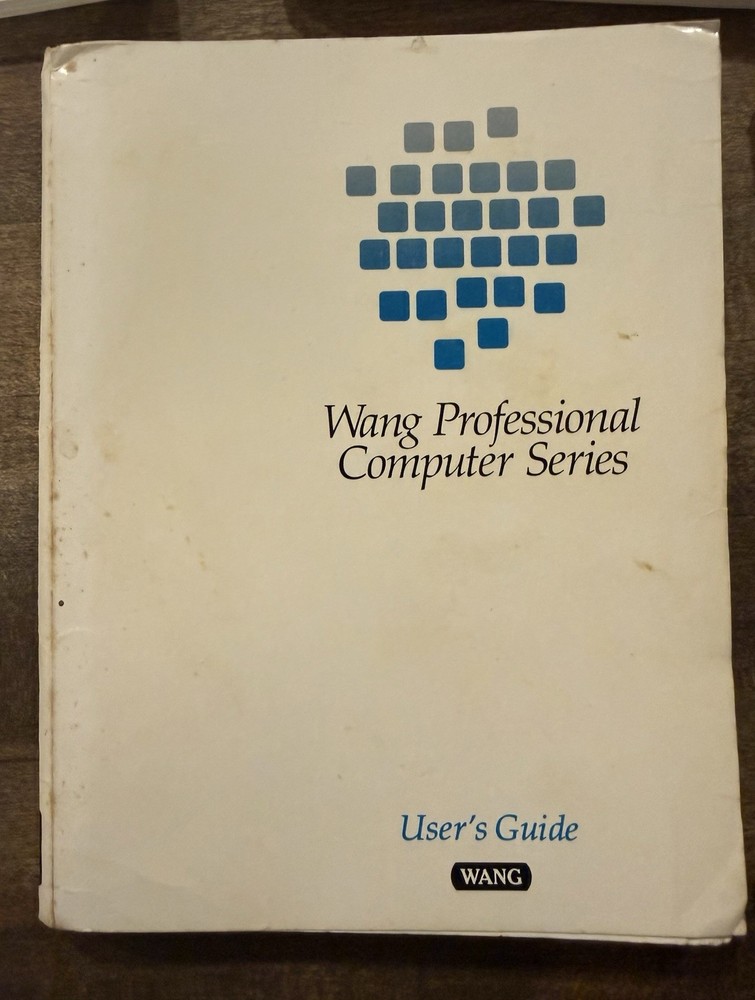 Wang Professional
Computer Series
User's Guide
WANG